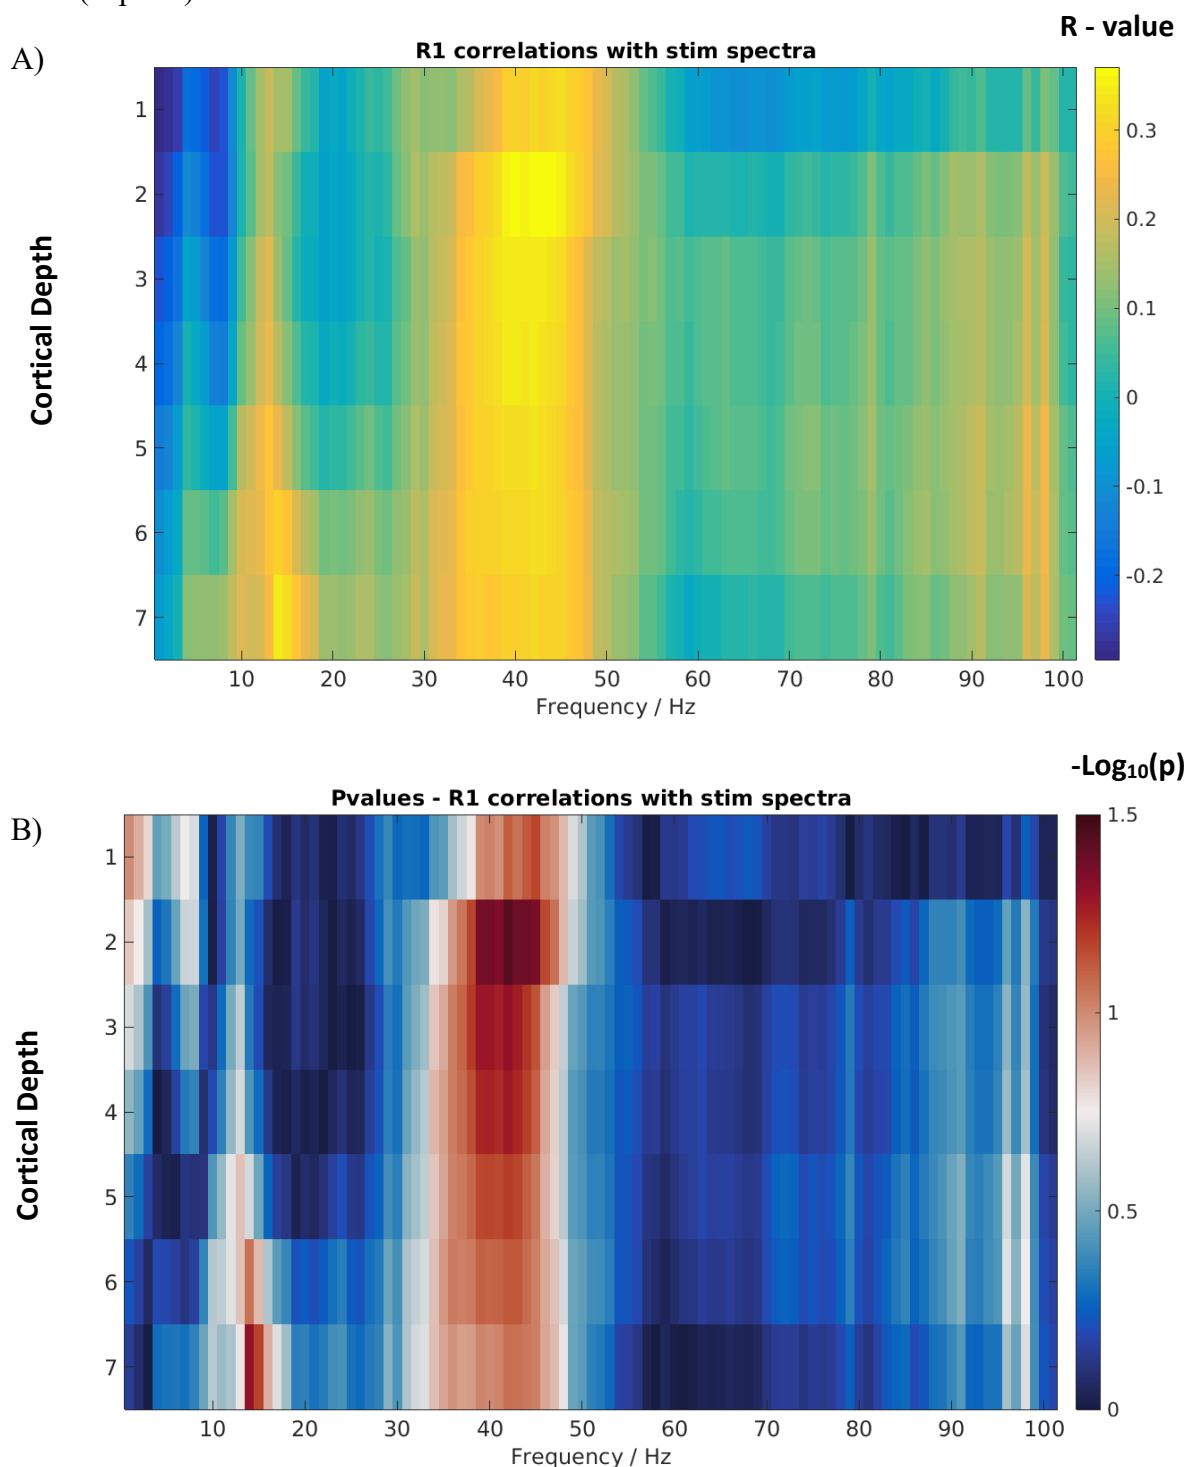 R - value
A)
R1 correlations with stim spectra
0.3
0.2
0.1
0
-0.1
-0.2
Cortical Depth
1
2
3
4
5
6
7
10 20 30 40 50 60 70 80 90 100
Frequency / Hz
-Log10(p)
Pvalues - R1 correlations with stim spectra
B)
1.5
1
0.5
0
Cortical Depth
1
2
3
4
5
6
7
10 20 30 40 50 60 70 80 90 100
Frequency / Hz